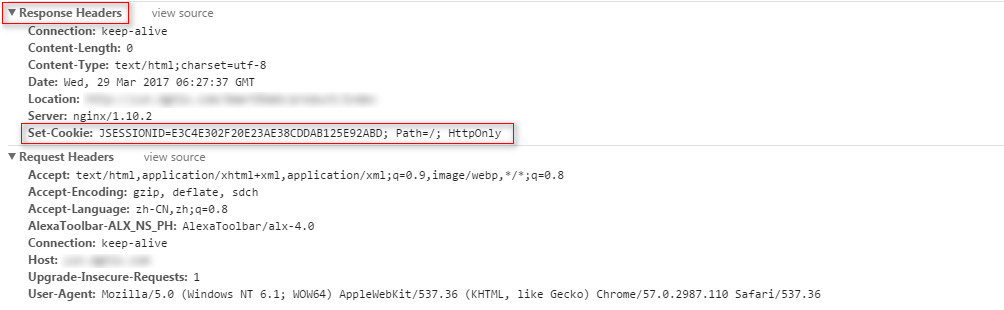 ▼ Response Headers view source
Connection: keep-alive
Content-Length: 0
Content-Type: text/html;charset=utf-8
Date: Wed, 29 Mar 2017 06:27:37 GMT
Location:
Server: nginx/1.10.2
Set-Cookie: JSESSIONID=E3C4E302F20E23AE38CDDAB125E92ABD; Path=/; HttpOnly
▼ Request Headers view source
Accept: text/html,application/xhtml+xml,application/xml;q=0.9,image/webp,*/*;q=0.8
Accept-Encoding: gzip, deflate, sdch
Accept-Language: zh-CN,zh;q=0.8
AlexaToolbar-ALX_NS_PH: AlexaToolbar/alx-4.0
Connection: keep-alive
Host:
Upgrade-Insecure-Requests: 1
User-Agent: Mozilla/5.0 (Windows NT 6.1; WOW64) AppleWebKit/537.36 (KHTML, like Gecko) Chrome/57.0.2987.110 Safari/537.36